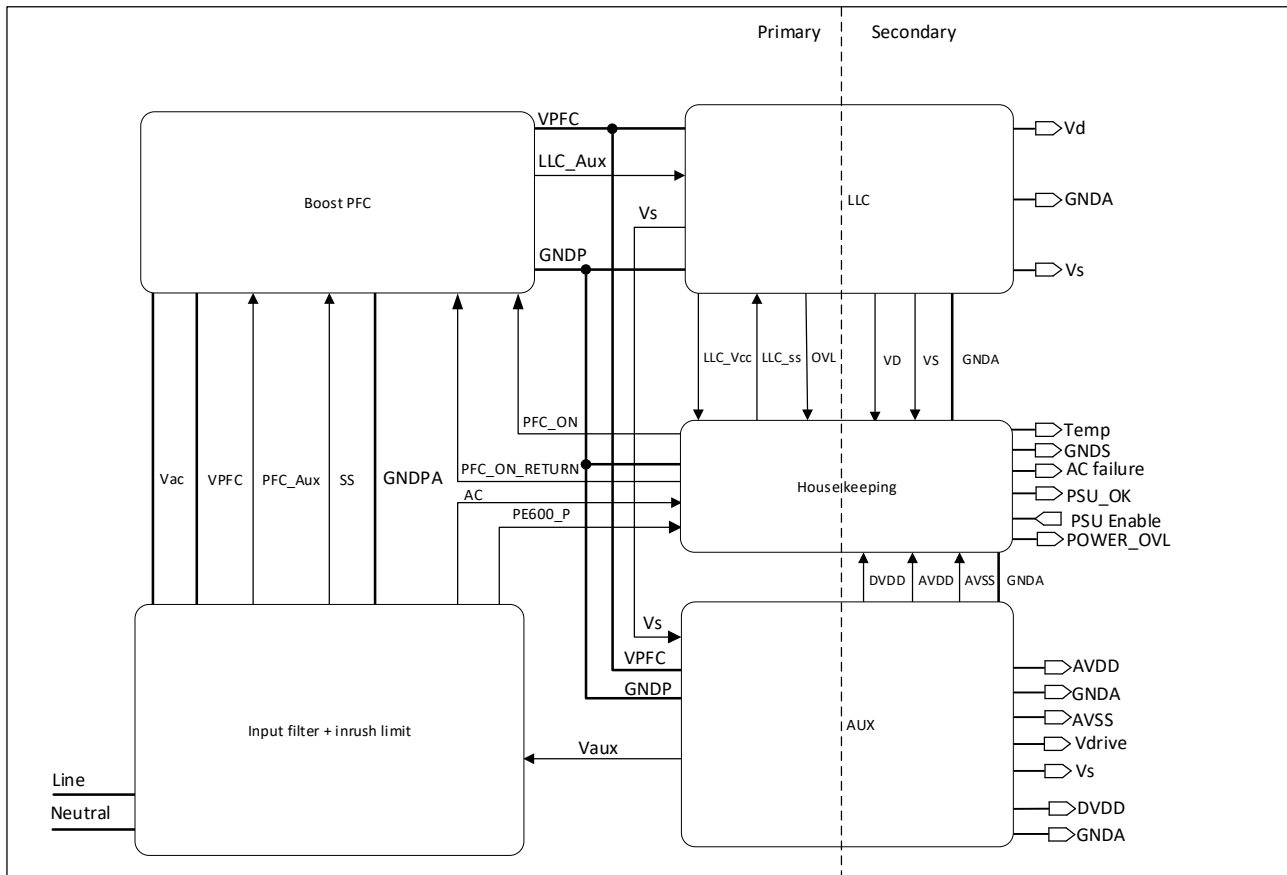 Primary
Secondary
VPFC
LLC_Aux
Vs
GNDP
Boost PFC
LLC
Vd
GNDA
Vs
LLC_Vcc
LLC_ss
OVL
VD
VS
GNDA
PFC_ON
PFC_ON_RETURN
AC
PE600_P
Housekeeping
Temp
GNDS
AC failure
PSU_OK
PSU Enable
POWER_OVL
Vac
VPFC
PFC_Aux
SS
GNDPA
DVDD
AVDD
AVSS
GNDA
Vs
VPFC
GNDP
Vaux
Input filter + inrush limit
AUX
AVDD
GNDA
AVSS
Vdrive
Vs
DVDD
GNDA
Line
Neutral